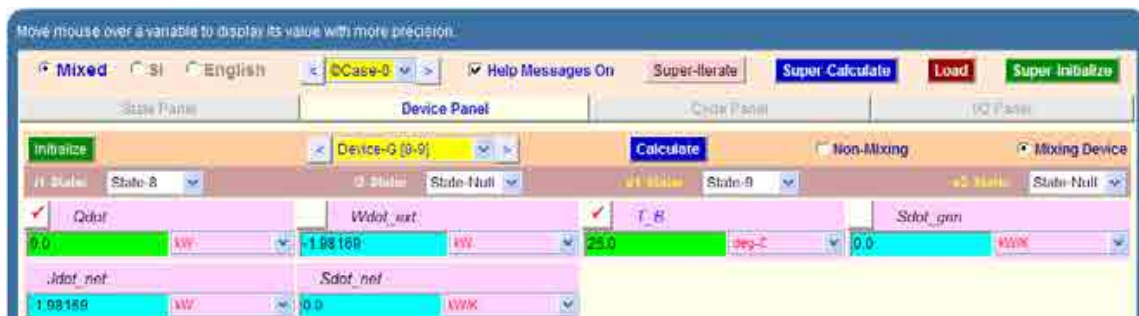 Move mouse over a variable to display its value with more precision.
Mixed SI English < ©Case-0 > Help Messages On Super-Iterate Super-Calculate Load Super-Initialize
State Panel Device Panel Cycle Panel I/O Panel
Initialize < Device-G [8-9] > Calculate Non-Mixing Mixing Device
i1-State: State-8 i2-State: State-Null e1-State: State-9 e2-State: State-Null
Qdot Wdot_ext T_B Sdot_gen
0.0 kW -1.98169 kW 25.0 deg-C 0.0 kW/K
Jdot_net Sdot_net
-1.98169 kW 0.0 kW/K